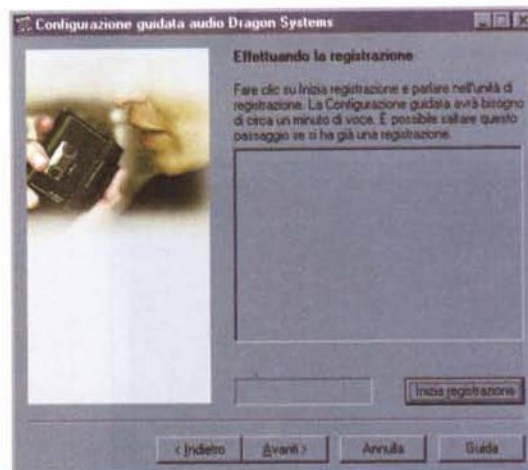 Configurazione guidata audio Dragon Systems
Effettuando la registrazione
Fare clic su Inizia registrazione e parlare nell'unità di
registrazione. La Configurazione guidata avrà bisogno
di circa un minuto di voce. È possibile saltare questo
passaggio se si ha già una registrazione.
Inizia registrazione
< Indietro
Avanti >
Annulla
Guida